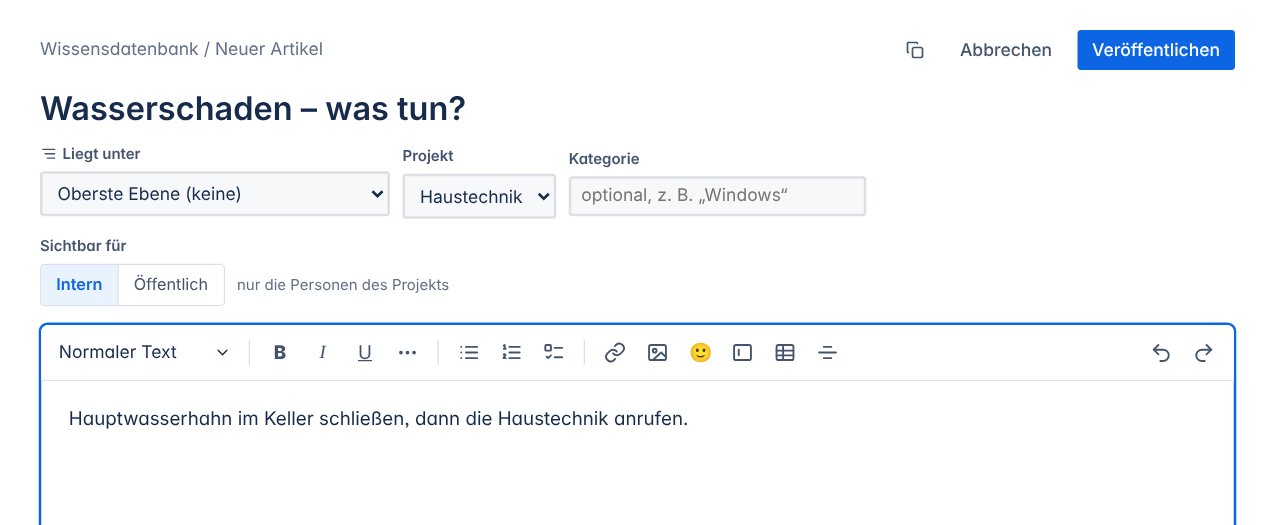 Wissensdatenbank / Neuer Artikel
Abbrechen
Veröffentlichen
Wasserschaden – was tun?
Liegt unter
Projekt
Kategorie
Oberste Ebene (keine)
Haustechnik
optional, z. B. „Windows“
Sichtbar für
Intern
Öffentlich
nur die Personen des Projekts
Normaler Text
B
I
U
Hauptwasserhahn im Keller schließen, dann die Haustechnik anrufen.